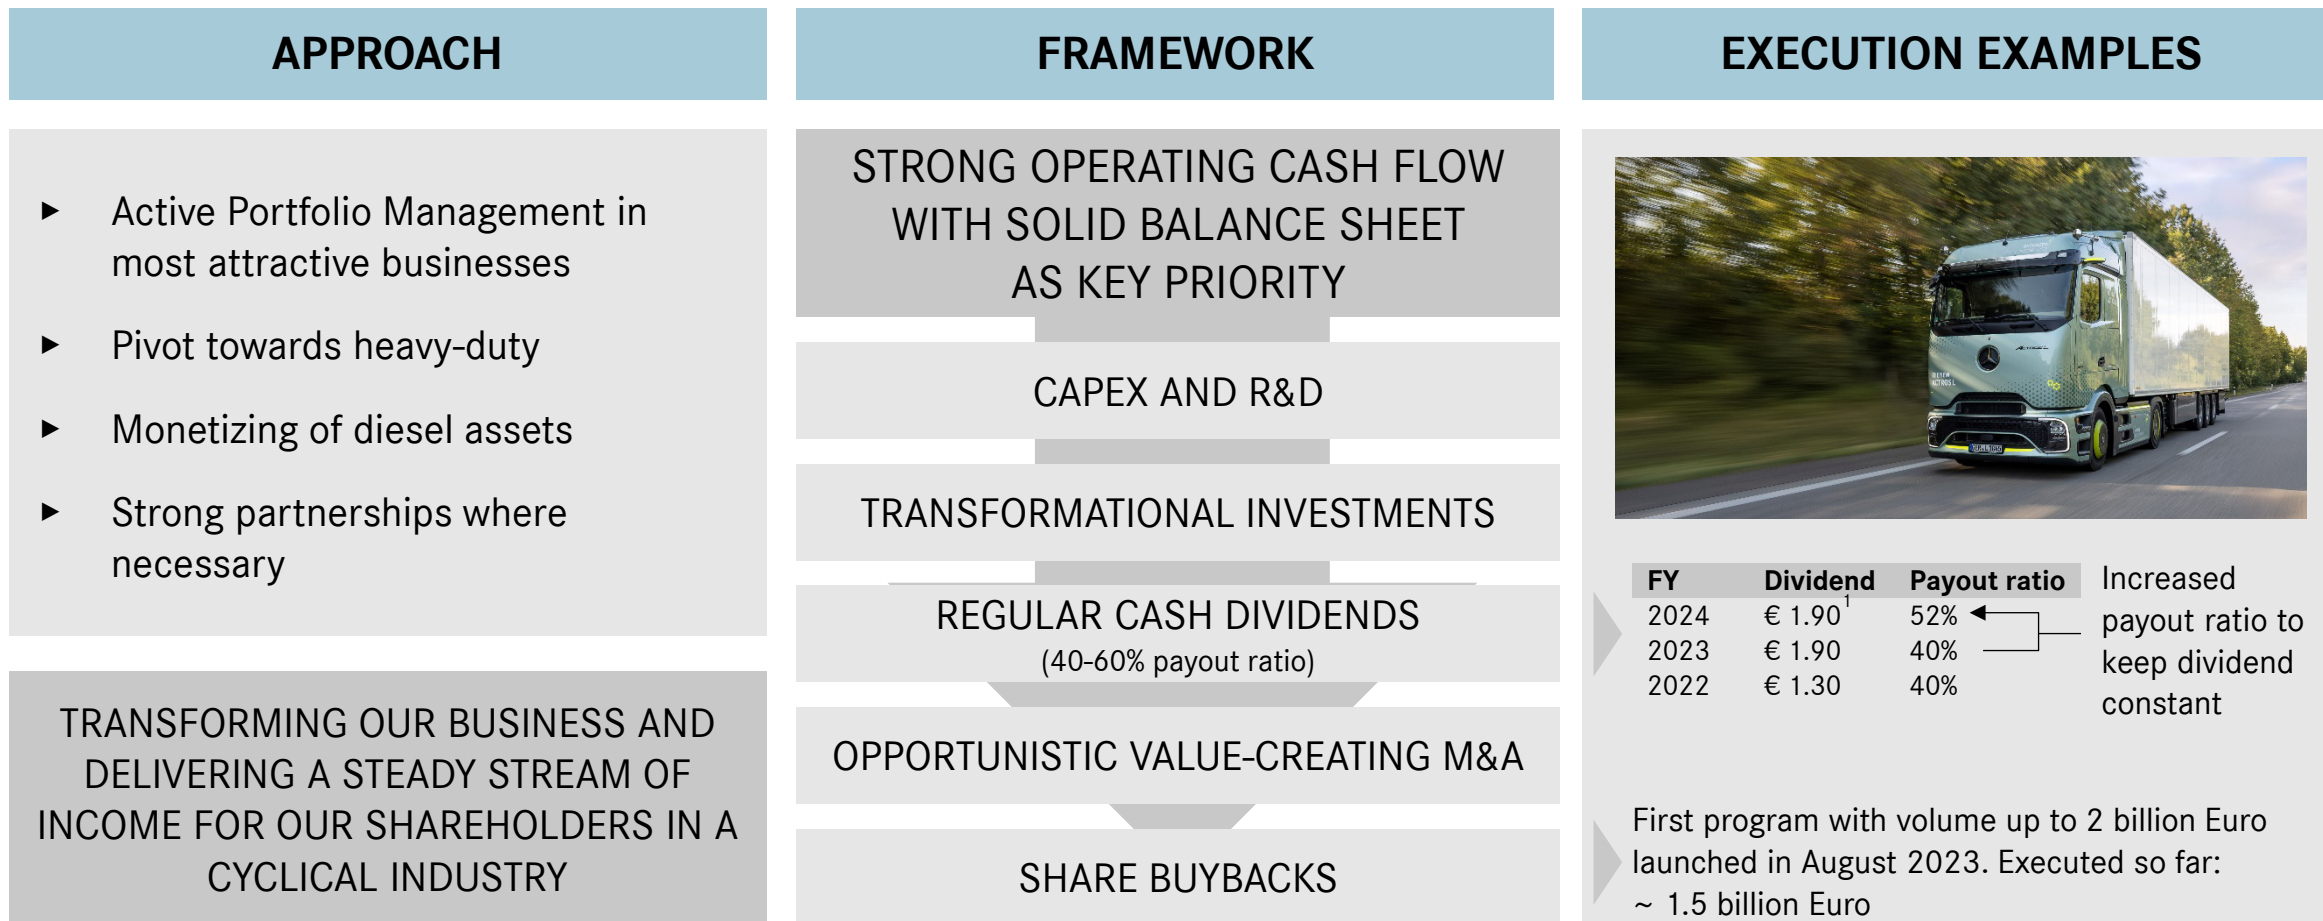 APPROACH
► Active Portfolio Management in
most attractive businesses
► Pivot towards heavy-duty
► Monetizing of diesel assets
► Strong partnerships where
necessary
TRANSFORMING OUR BUSINESS AND
DELIVERING A STEADY STREAM OF
INCOME FOR OUR SHAREHOLDERS IN A
CYCLICAL INDUSTRY
FRAMEWORK
STRONG OPERATING CASH FLOW
WITH SOLID BALANCE SHEET
AS KEY PRIORITY
CAPEX AND R&D
TRANSFORMATIONAL INVESTMENTS
REGULAR CASH DIVIDENDS
(40-60% payout ratio)
OPPORTUNISTIC VALUE-CREATING M&A
SHARE BUYBACKS
EXECUTION EXAMPLES
ACTROS L
FY Dividend Payout ratio
2024 € 1.90¹ 52%
2023 € 1.90 40%
2022 € 1.30 40%
Increased
payout ratio to
keep dividend
constant
First program with volume up to 2 billion Euro
launched in August 2023. Executed so far:
~ 1.5 billion Euro